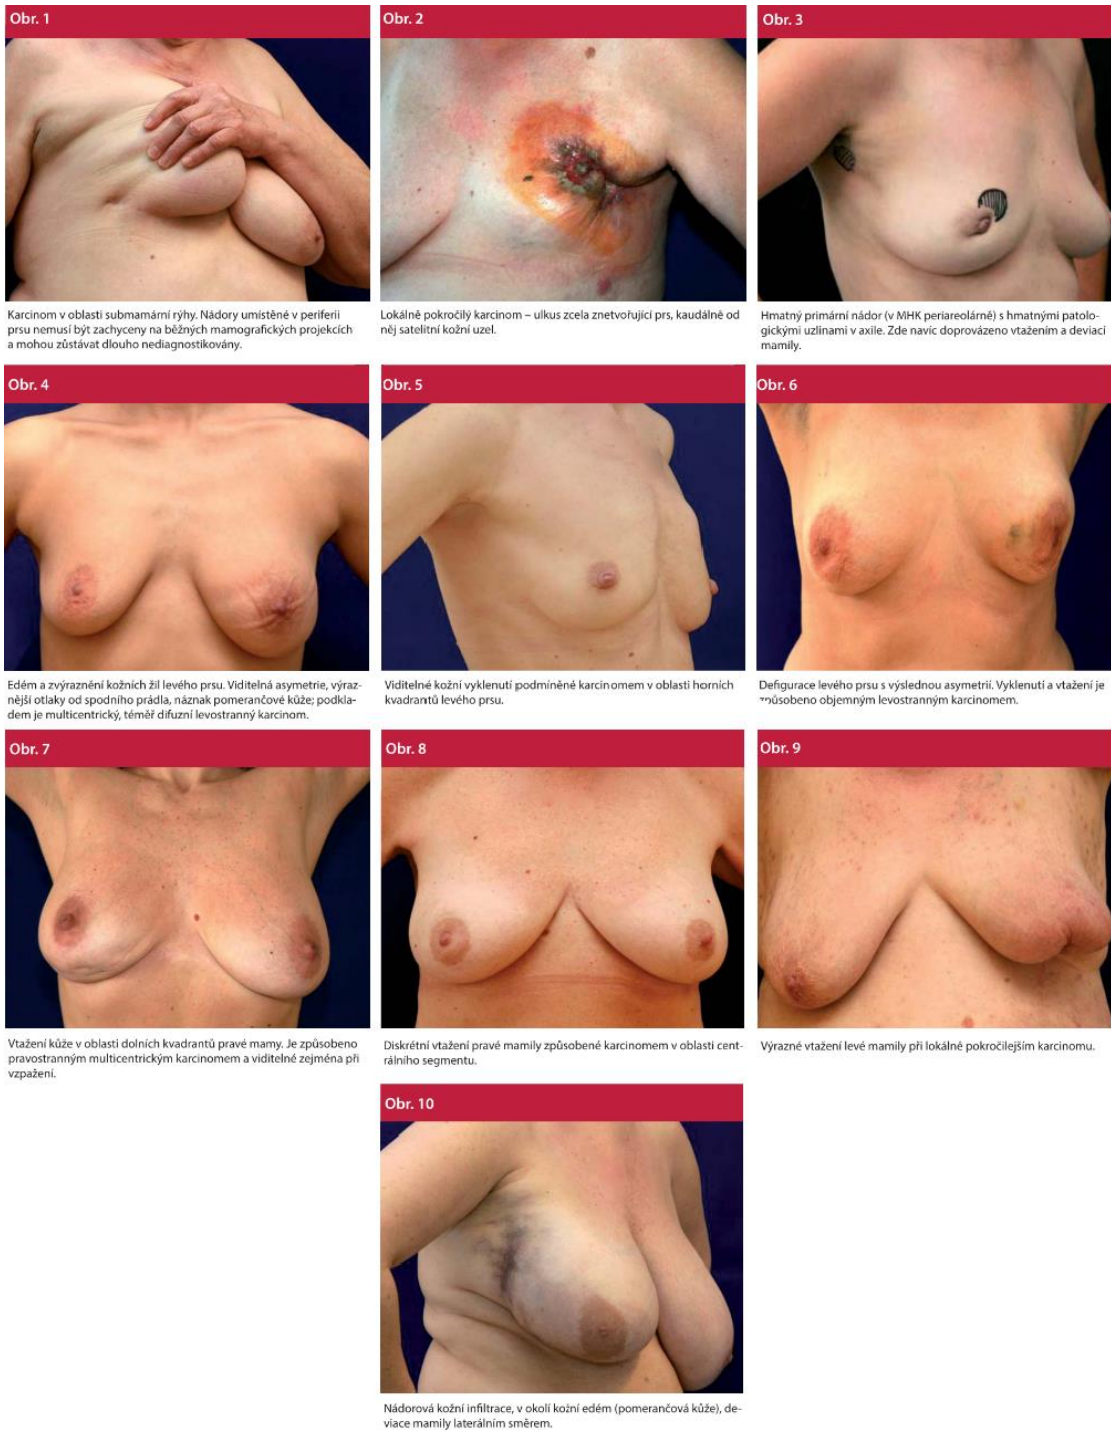 Obr. 1
Obr. 2
Obr. 3
Karcinom v oblasti submamární rýhy. Nádory umístěné v periferii
prsu nemusí být zachyceny na běžných mamografických projekcích
a mohou zůstávat dlouho nediagnostikovány.
Lokálně pokročilý karcinom – ulkus zcela znetvořující prs, kaudálně od
něj satelitní kožní uzel.
Hmatný primární nádor (v MHK periareolárně) s hmatnými patolo-
gickými uzlinami v axile. Zde navíc doprovázeno vtažením a deviací
mamily.
Obr. 4
Obr. 5
Obr. 6
Edém a zvýraznění kožních žil levého prsu. Viditelná asymetrie, výraz-
nější otlaky od spodního prádla, náznak pomerančové kůže; podkla-
dem je multicentrický, téměř difuzní levostranný karcinom.
Viditelné kožní vyklenutí podmíněné karcinomem v oblasti horních
kvadrantů levého prsu.
Defigurace levého prsu s výslednou asymetrií. Vyklenutí a vtažení je
způsobeno objemným levostranným karcinomem.
Obr. 7
Obr. 8
Obr. 9
Vtažení kůže v oblasti dolních kvadrantů pravé mamy. Je způsobeno
pravostranným multicentrickým karcinomem a viditelné zejména při
vzpažení.
Diskrétní vtažení pravé mamily způsobené karcinomem v oblasti cent-
rálního segmentu.
Výrazné vtažení levé mamily při lokálně pokročilejším karcinomu.
Obr. 10
Nádorová kožní infiltrace, v okolí kožní edém (pomerančová kůže), de-
viace mamily laterálním směrem.